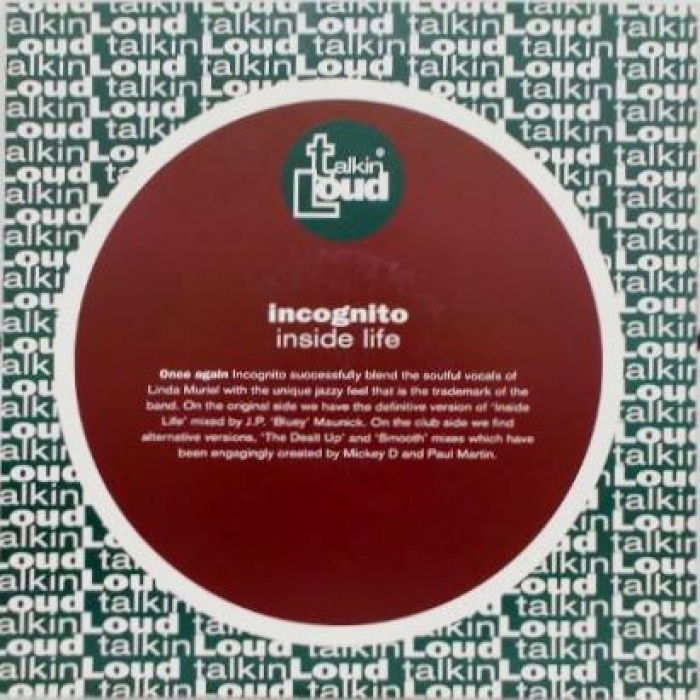 talkin Loud
incognito
inside life
Once again Incognito successfully blend the soulful vocals of
Linda Muriel with the unique jazzy feel that is the trademark of the
band. On the original side we have the definitive version of 'Inside
Life' mixed by J.P. 'Bluey' Maunick. On the club side we find
alternative versions, 'The Dealt Up' and 'Smooth' mixes which have
been engagingly created by Mickey D and Paul Martin.